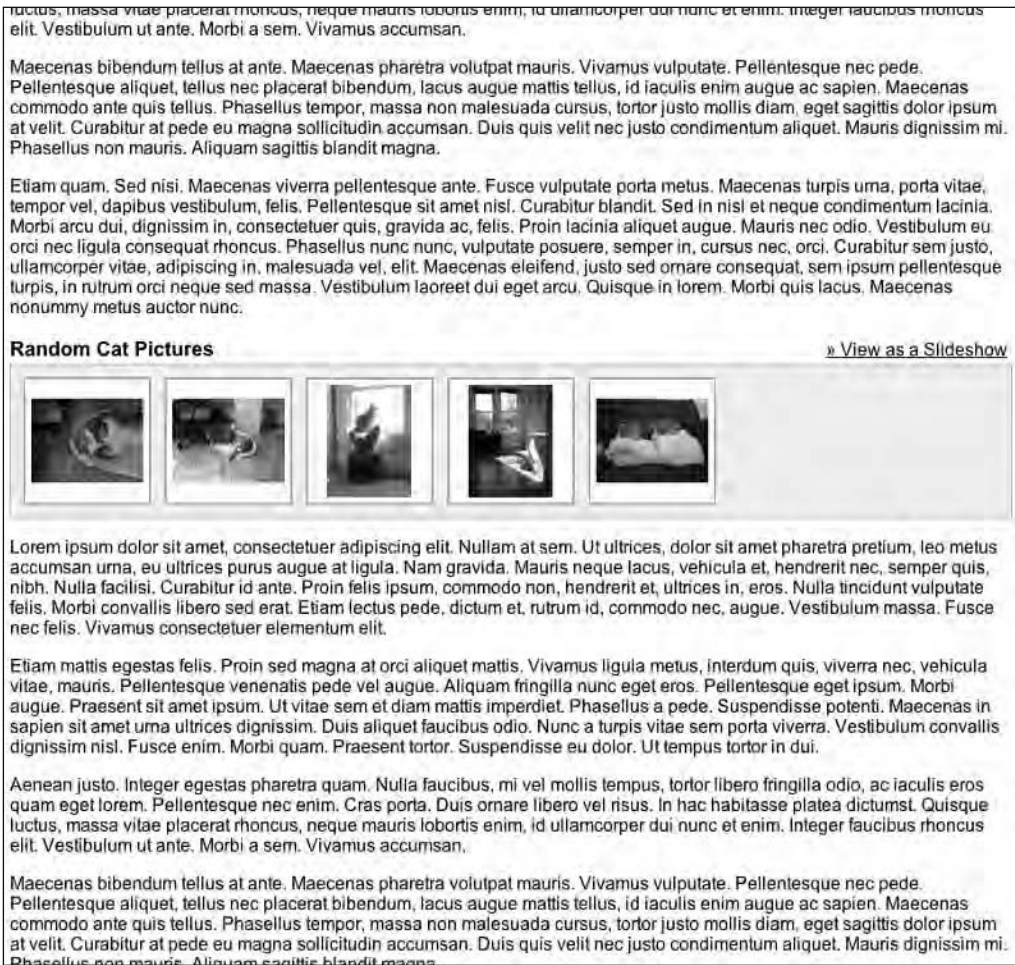 luctus, massa vitae placerat rhoncus, neque mauris lobortis enim, id ullamcorper dui nunc et enim. Integer faucibus rhoncus
elit. Vestibulum ut ante. Morbi a sem. Vivamus accumsan.
Maecenas bibendum tellus at ante. Maecenas pharetra volutpat mauris. Vivamus vulputate. Pellentesque nec pede.
Pellentesque aliquet, tellus nec placerat bibendum, lacus augue mattis tellus, id iaculis enim augue ac sapien. Maecenas
commodo ante quis tellus. Phasellus tempor, massa non malesuada cursus, tortor justo mollis diam, eget sagittis dolor ipsum
at velit. Curabitur at pede eu magna sollicitudin accumsan. Duis quis velit nec justo condimentum aliquet. Mauris dignissim mi.
Phasellus non mauris. Aliquam sagittis blandit magna.
Etiam quam. Sed nisi. Maecenas viverra pellentesque ante. Fusce vulputate porta metus. Maecenas turpis urna, porta vitae,
tempor vel, dapibus vestibulum, felis. Pellentesque sit amet nisl. Curabitur blandit. Sed in nisl et neque condimentum lacinia.
Morbi arcu dui, dignissim in, consectetuer quis, gravida ac, felis. Proin lacinia aliquet augue. Mauris nec odio. Vestibulum eu
orci nec ligula consequat rhoncus. Phasellus nunc nunc, vulputate posuere, semper in, cursus nec, orci. Curabitur sem justo,
ullamcorper vitae, adipiscing in, malesuada vel, elit. Maecenas eleifend, justo sed ornare consequat, sem ipsum pellentesque
turpis, in rutrum orci neque sed massa. Vestibulum laoreet dui eget arcu. Quisque in lorem. Morbi quis lacus. Maecenas
nonummy metus auctor nunc.
Random Cat Pictures
» View as a Slideshow
Lorem ipsum dolor sit amet, consectetuer adipiscing elit. Nullam at sem. Ut ultrices, dolor sit amet pharetra pretium, leo metus
accumsan urna, eu ultrices purus augue at ligula. Nam gravida. Mauris neque lacus, vehicula et, hendrerit nec, semper quis,
nibh. Nulla facilisi. Curabitur id ante. Proin felis ipsum, commodo non, hendrerit et, ultrices in, eros. Nulla tincidunt vulputate
felis. Morbi convallis libero sed erat. Etiam lectus pede, dictum et, rutrum id, commodo nec, augue. Vestibulum massa. Fusce
nec felis. Vivamus consectetuer elementum elit.
Etiam mattis egestas felis. Proin sed magna at orci aliquet mattis. Vivamus ligula metus, interdum quis, viverra nec, vehicula
vitae, mauris. Pellentesque venenatis pede vel augue. Aliquam fringilla nunc eget eros. Pellentesque eget ipsum. Morbi
augue. Praesent sit amet ipsum. Ut vitae sem et diam mattis imperdiet. Phasellus a pede. Suspendisse potenti. Maecenas in
sapien sit amet urna ultrices dignissim. Duis aliquet faucibus odio. Nunc a turpis vitae sem porta viverra. Vestibulum convallis
dignissim nisl. Fusce enim. Morbi quam. Praesent tortor. Suspendisse eu dolor. Ut tempus tortor in dui.
Aenean justo. Integer egestas pharetra quam. Nulla faucibus, mi vel mollis tempus, tortor libero fringilla odio, ac iaculis eros
quam eget lorem. Pellentesque nec enim. Cras porta. Duis ornare libero vel risus. In hac habitasse platea dictumst. Quisque
luctus, massa vitae placerat rhoncus, neque mauris lobortis enim, id ullamcorper dui nunc et enim. Integer faucibus rhoncus
elit. Vestibulum ut ante. Morbi a sem. Vivamus accumsan.
Maecenas bibendum tellus at ante. Maecenas pharetra volutpat mauris. Vivamus vulputate. Pellentesque nec pede.
Pellentesque aliquet, tellus nec placerat bibendum, lacus augue mattis tellus, id iaculis enim augue ac sapien. Maecenas
commodo ante quis tellus. Phasellus tempor, massa non malesuada cursus, tortor justo mollis diam, eget sagittis dolor ipsum
at velit. Curabitur at pede eu magna sollicitudin accumsan. Duis quis velit nec justo condimentum aliquet. Mauris dignissim mi.
Phasellus non mauris. Aliquam sagittis blandit magna.